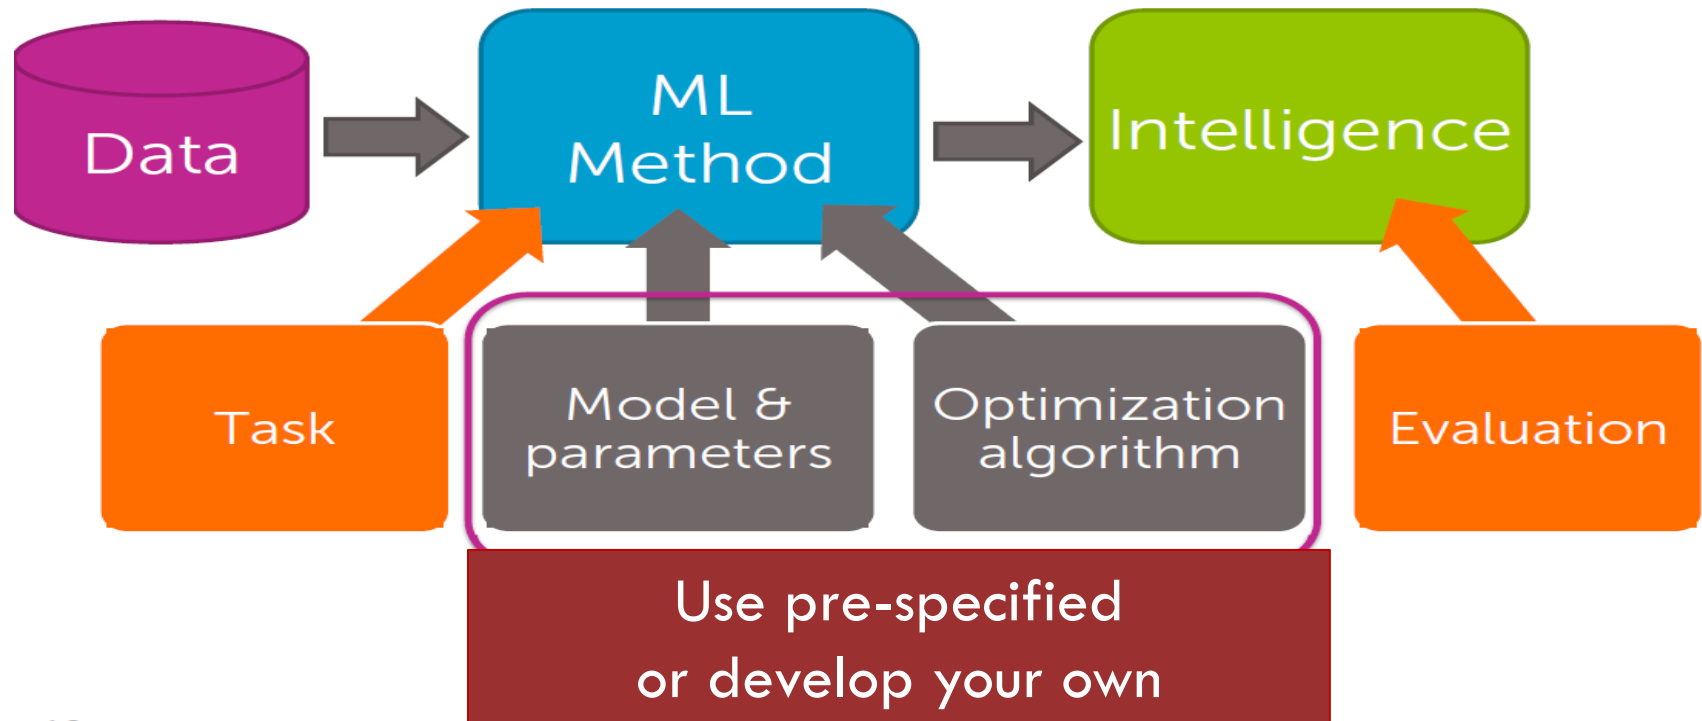 Data
ML
Method
Intelligence
Task
Model &
parameters
Optimization
algorithm
Evaluation
Use pre-specified
or develop your own